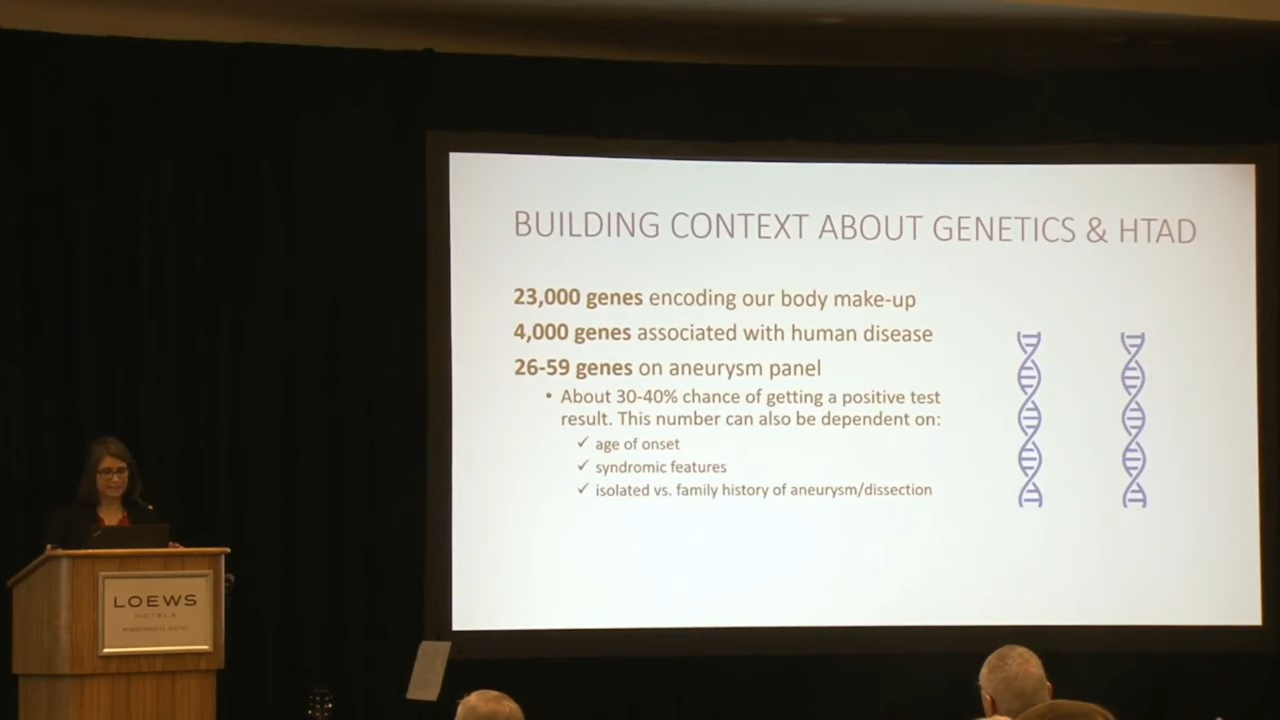 BUILDING CONTEXT ABOUT GENETICS & HTAD
23,000 genes encoding our body make-up
4,000 genes associated with human disease
26-59 genes on aneurysm panel
• About 30-40% chance of getting a positive test
result. This number can also be dependent on:
✓ age of onset
✓ syndromic features
✓ isolated vs. family history of aneurysm/dissection
LOEWS
HOTELS
MINNEAPOLIS HOTEL